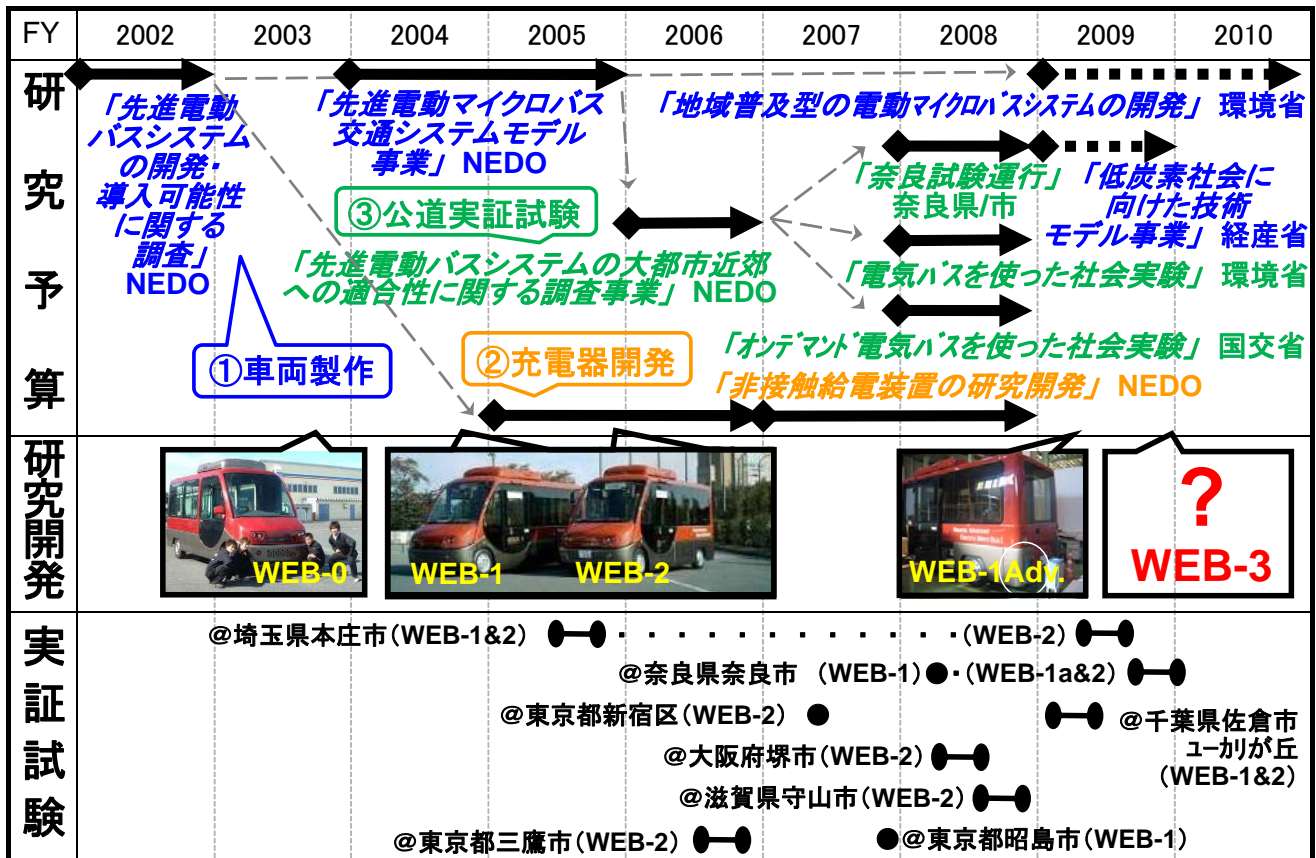 FY 2002 2003 2004 2005 2006 2007 2008 2009 2010
研究予算
「先進電動
バスシステム
の開発・
導入可能性
に関する
調査」
NEDO
「先進電動マイクロバス
交通システムモデル
事業」 NEDO
「地域普及型の電動マイクロバスシステムの開発」 環境省
「奈良試験運行」
奈良県/市
「低炭素社会に
向けた技術
モデル事業」 経産省
③公道実証試験
「先進電動バスシステムの大都市近郊
への適合性に関する調査事業」 NEDO
「電気バスを使った社会実験」 環境省
「オンデマンド電気バスを使った社会実験」 国交省
①車両製作
②充電器開発
「非接触給電装置の研究開発」 NEDO
研究開発
WEB-0
WEB-1
WEB-2
WEB-1Adv.
?
WEB-3
実証試験
@埼玉県本庄市(WEB-1&2)
(WEB-2)
@奈良県奈良市 (WEB-1)
(WEB-1a&2)
@東京都新宿区(WEB-2)
@千葉県佐倉市
ユーカリが丘
(WEB-1&2)
@大阪府堺市(WEB-2)
@滋賀県守山市(WEB-2)
@東京都三鷹市(WEB-2)
@東京都昭島市(WEB-1)